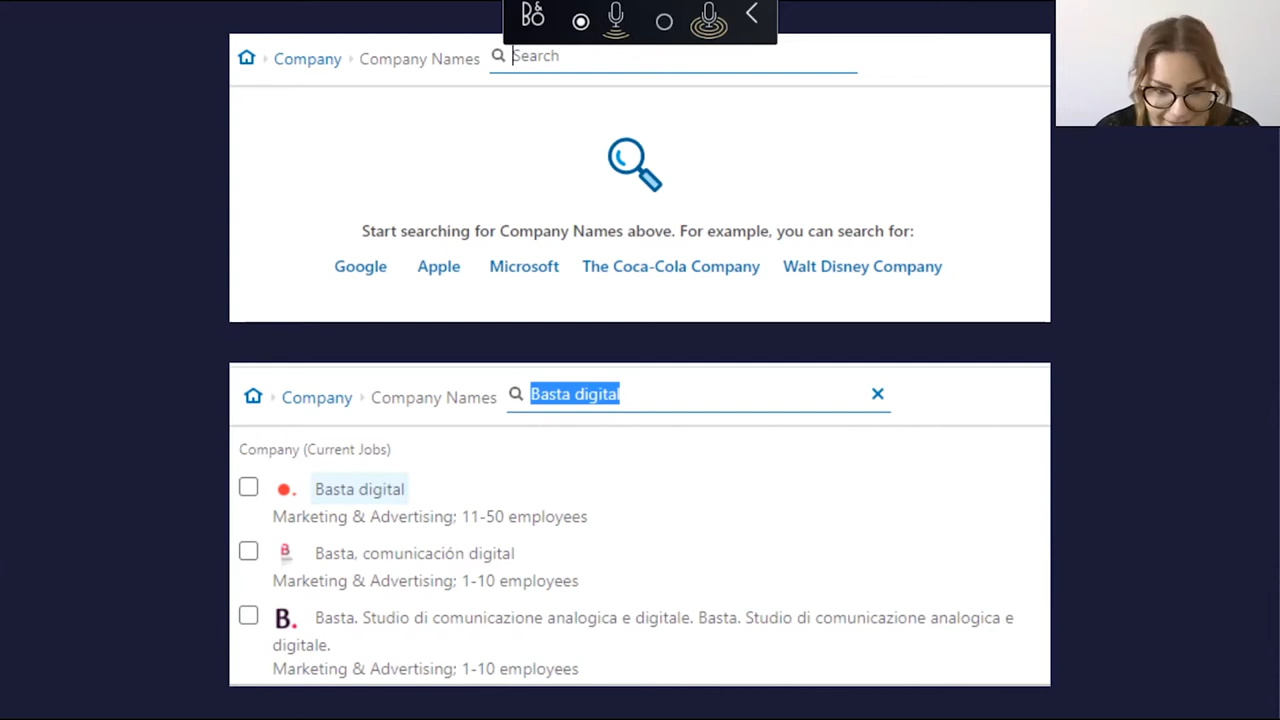 B&O
Company Company Names Search
Start searching for Company Names above. For example, you can search for:
Google Apple Microsoft The Coca-Cola Company Walt Disney Company
Company Company Names Basta digital
Company (Current Jobs)
Basta digital
Marketing & Advertising; 11-50 employees
B Basta, comunicación digital
Marketing & Advertising; 1-10 employees
B. Basta. Studio di comunicazione analogica e digitale. Basta. Studio di comunicazione analogica e
digitale.
Marketing & Advertising; 1-10 employees